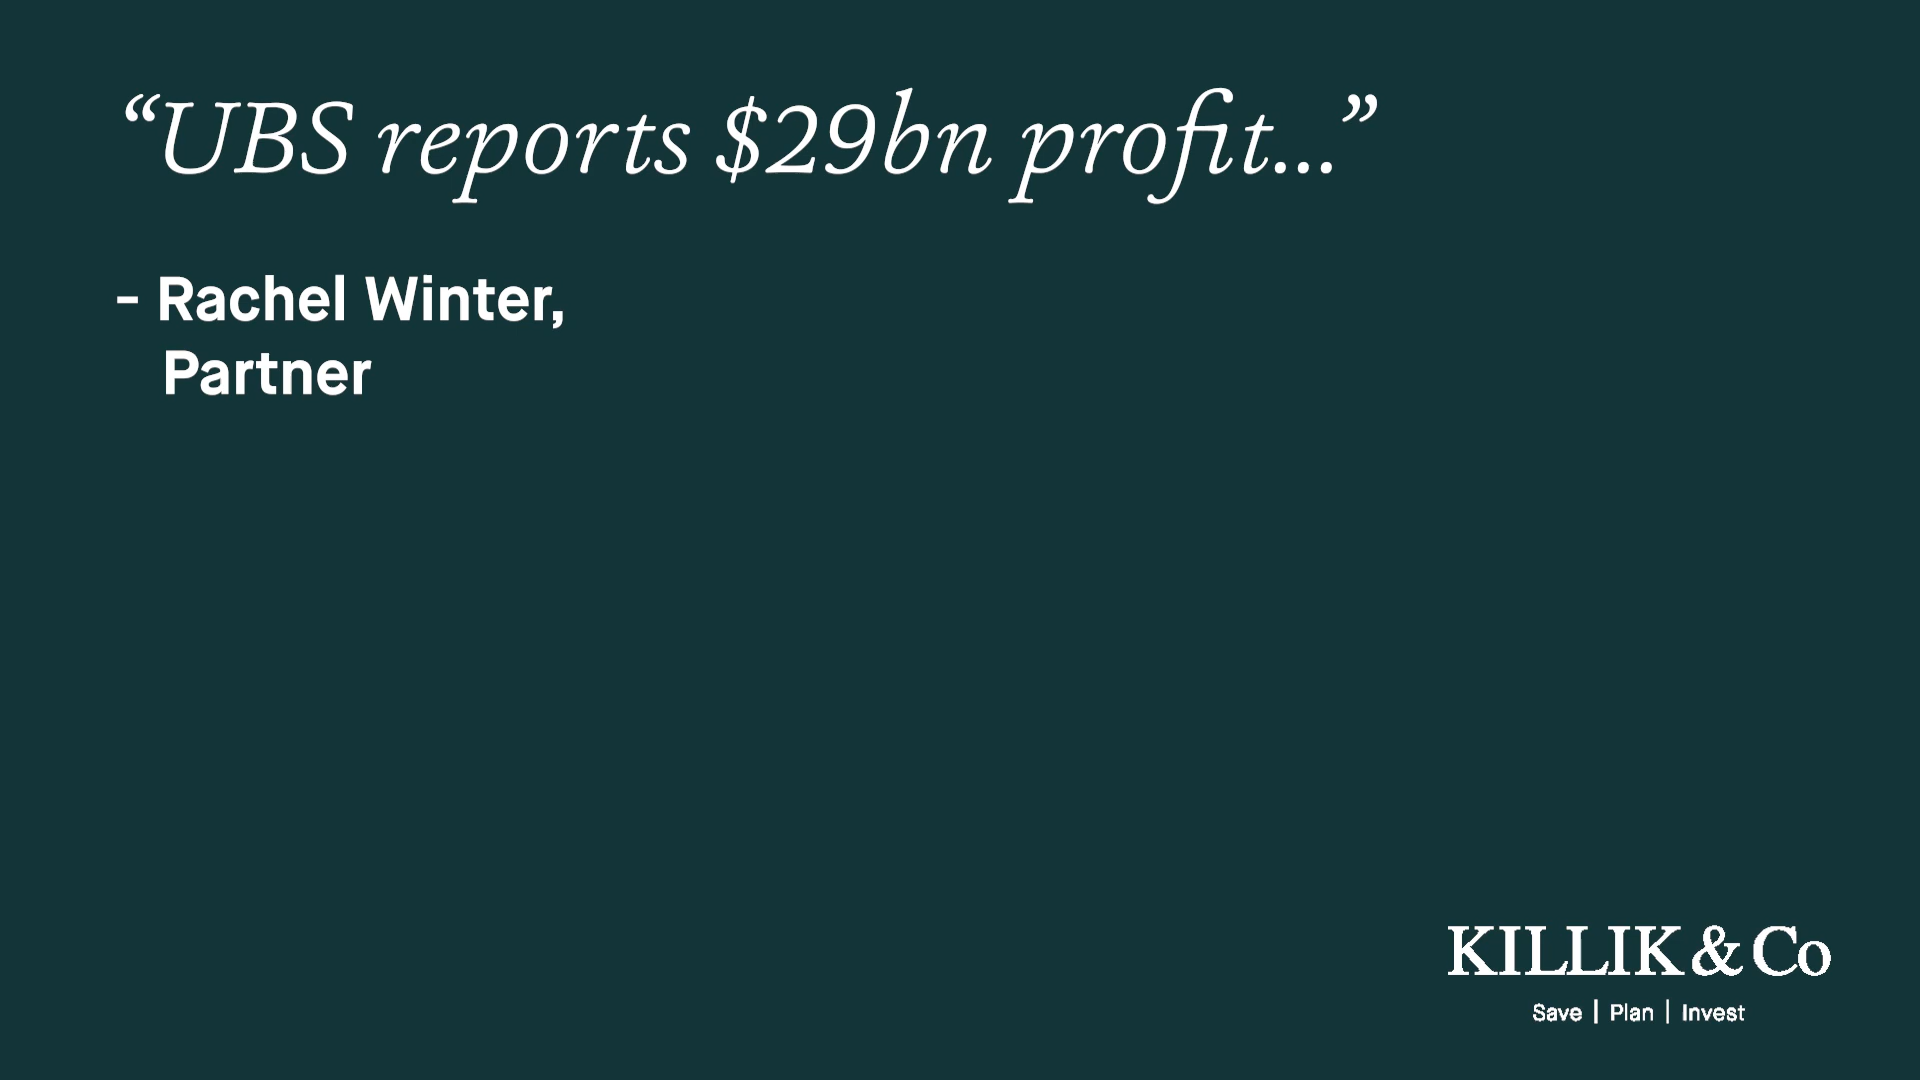 “UBS reports $29bn profit...”
- Rachel Winter,
Partner
KILLIK & Co
Save | Plan | Invest